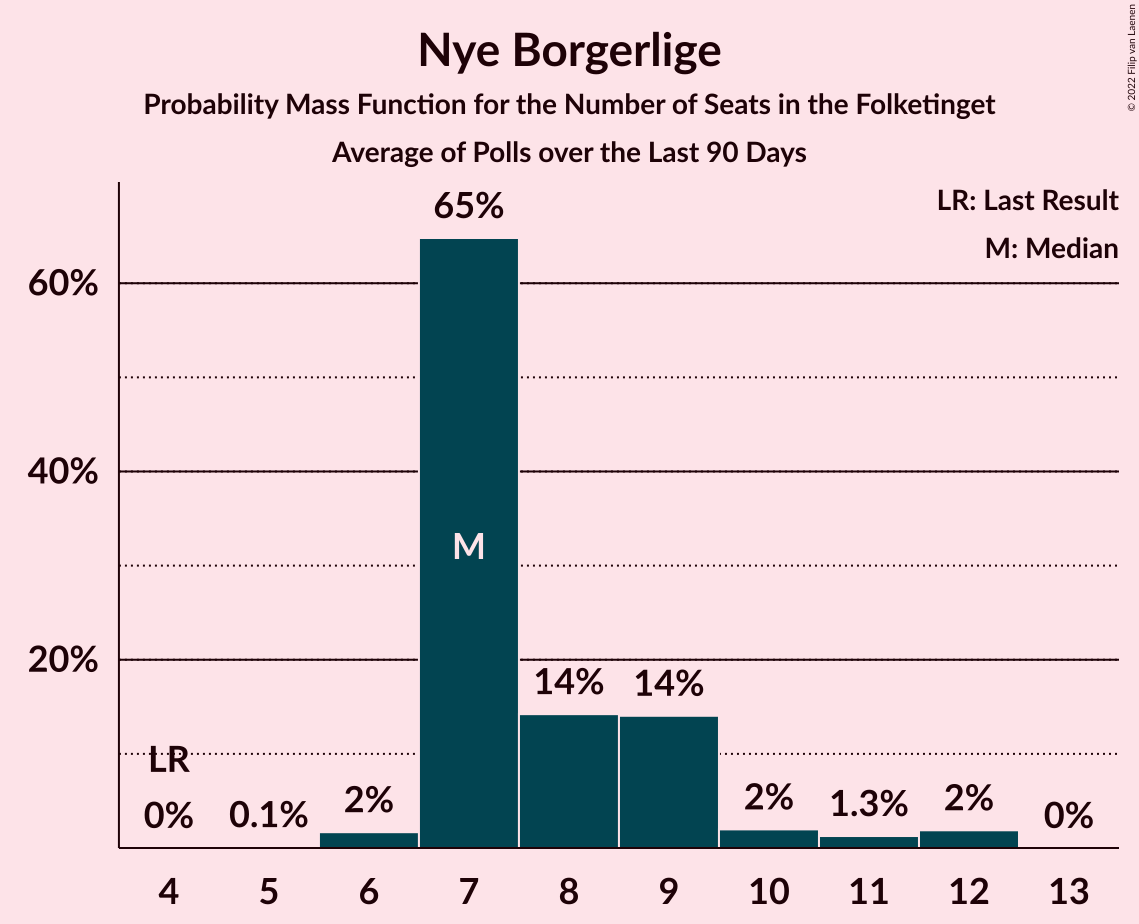 Nye Borgerlige
Probability Mass Function for the Number of Seats in the Folketinget
Average of Polls over the Last 90 Days
© 2022 Filip van Laenen
LR: Last Result
M: Median
65%
60%
40%
M
20%
14%
14%
LR
0%
0.1%
2%
2%
1.3%
2%
0%
4
5
6
7
8
9
10
11
12
13